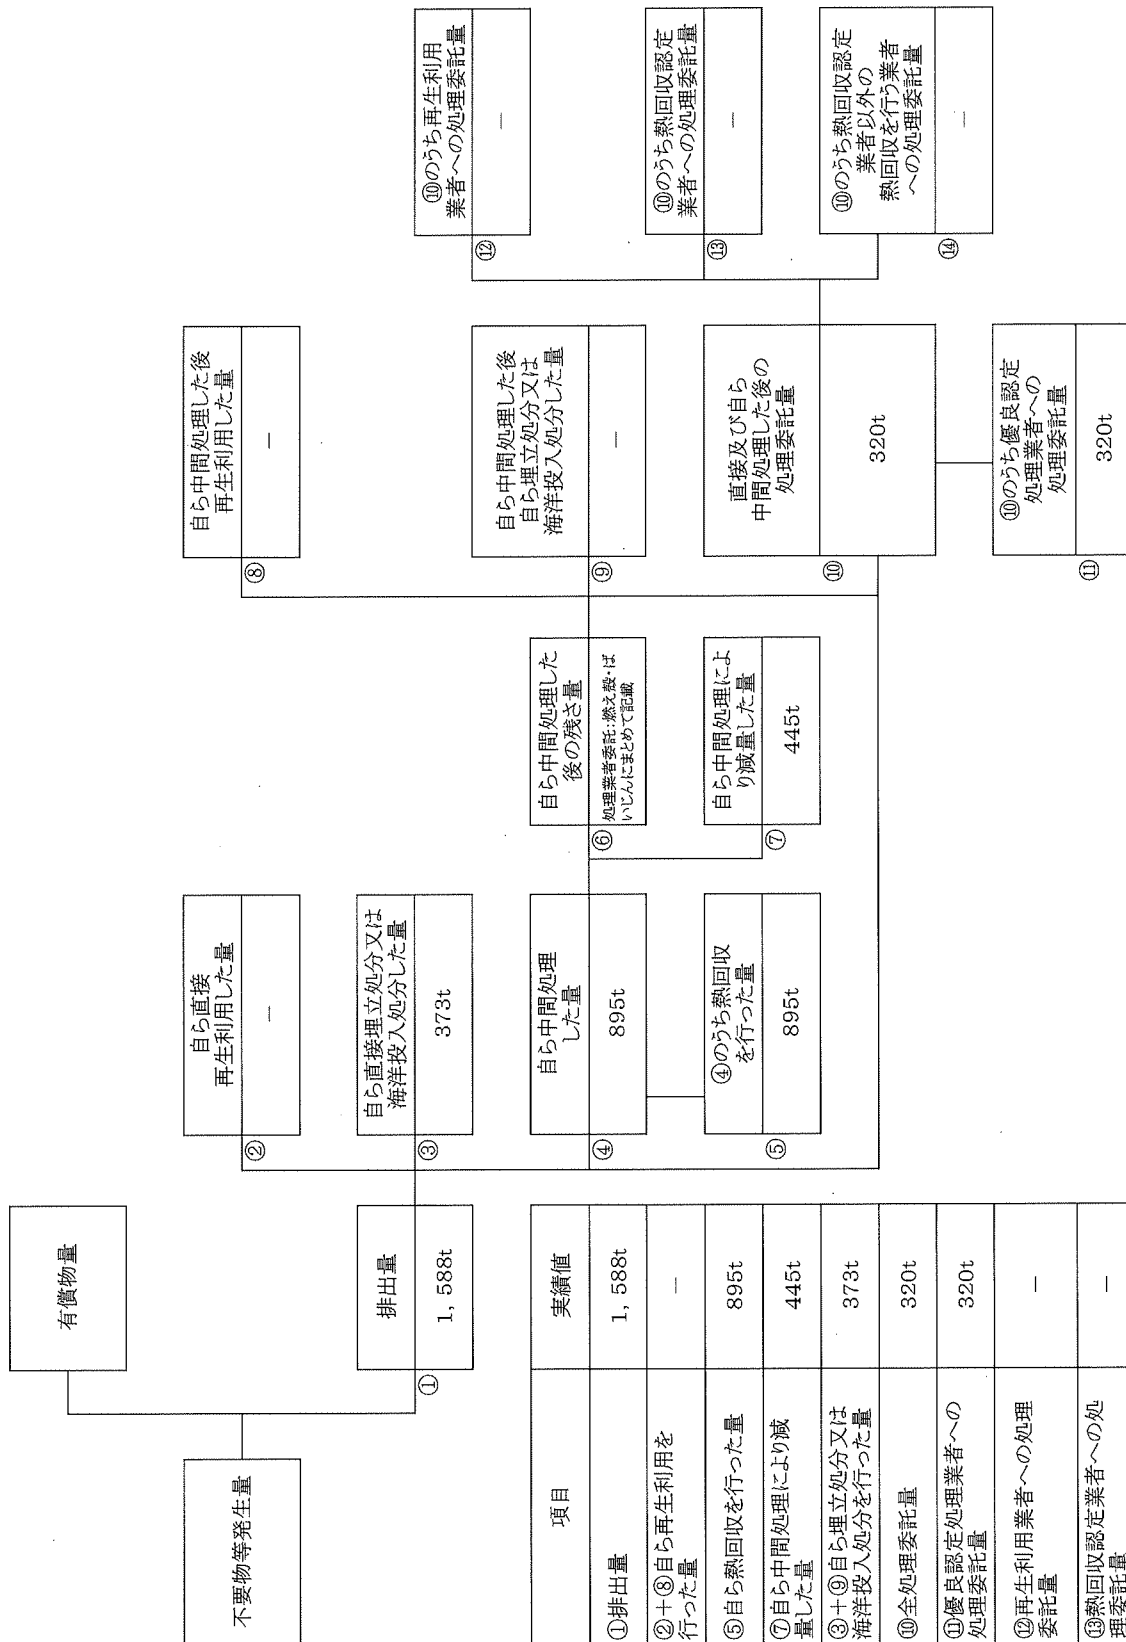 不要物等発生量
有償物量
①
排出量
1,588t
②
自ら直接
再生利用した量
－
③
自ら直接埋立処分又は
海洋投入処分した量
373t
④
自ら中間処理
した量
895t
⑤
④のうち熱回収
を行った量
895t
⑥
自ら中間処理した
後の残さ量
処理業者委託:燃え殻・ば
いじんにまとめて記載
⑦
自ら中間処理によ
り減量した量
445t
⑧
自ら中間処理した後
再生利用した量
－
⑨
自ら中間処理した後
自ら埋立処分又は
海洋投入処分した量
－
⑩
直接及び自ら
中間処理した後の
処理委託量
320t
⑪
⑩のうち優良認定
処理業者への
処理委託量
320t
⑫
⑩のうち再生利用
業者への処理委託量
－
⑬
⑩のうち熱回収認定
業者への処理委託量
－
⑭
⑩のうち熱回収認定
業者以外の
熱回収を行う業者
への処理委託量
－
項目 実績値
①排出量 1,588t
②＋⑧自ら再生利用を
行った量 －
⑤自ら熱回収を行った量 895t
⑦自ら中間処理により減
量した量 445t
③＋⑨自ら埋立処分又は
海洋投入処分を行った量 373t
⑩全処理委託量 320t
⑪優良認定処理業者への
処理委託量 320t
⑫再生利用業者への処理
委託量 －
⑬熱回収認定業者への処
理委託量 －